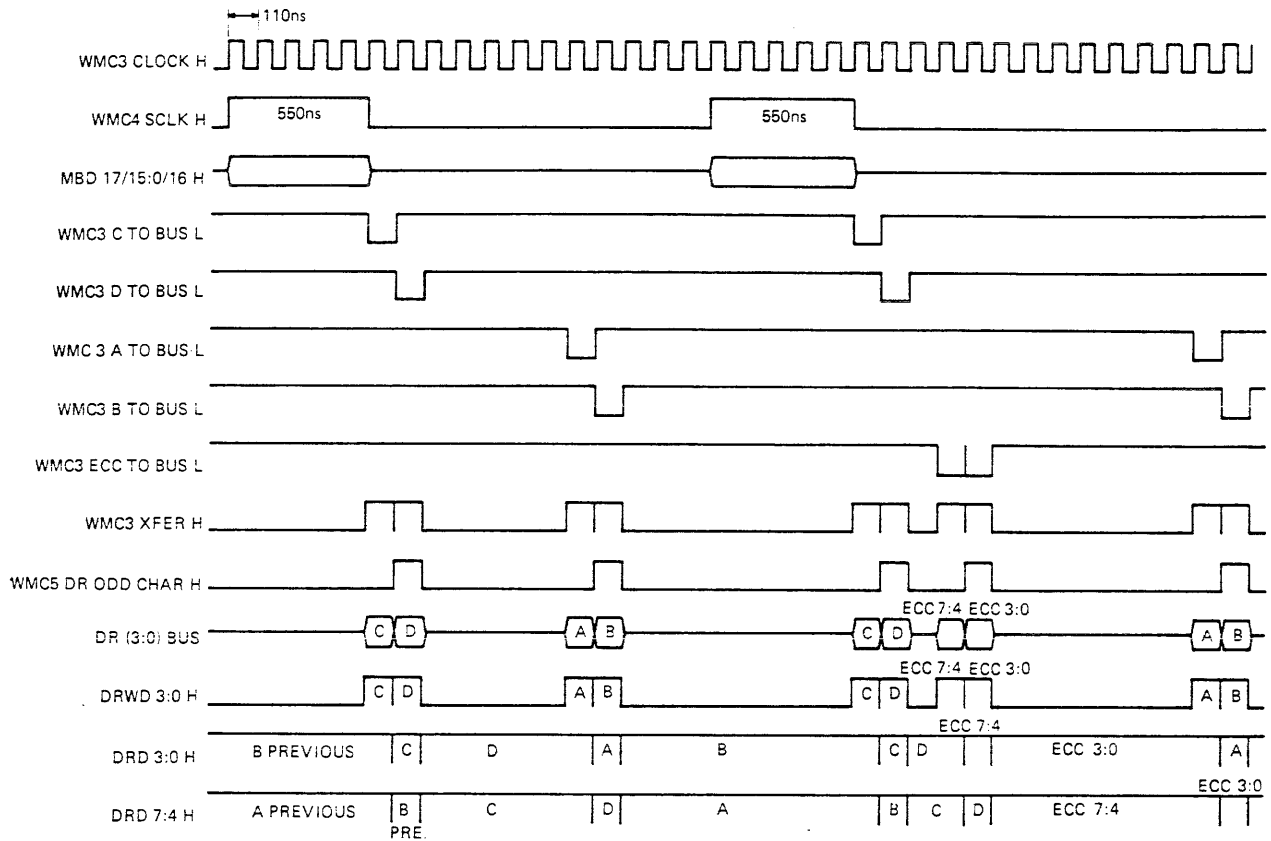 110ns
WMC3 CLOCK H
WMC4 SCLK H 550ns 550ns
MBD 17/15:0/16 H
WMC3 C TO BUS L
WMC3 D TO BUS L
WMC 3 A TO BUS L
WMC3 B TO BUS L
WMC3 ECC TO BUS L
WMC3 XFER H
WMC5 DR ODD CHAR H
ECC 7:4 ECC 3:0
DR (3:0) BUS C D A B C D A B
ECC 7:4 ECC 3:0
DRWD 3:0 H C D A B C D A B
ECC 7:4
DRD 3:0 H B PREVIOUS C D A B C D ECC 3:0 A
ECC 3:0
DRD 7:4 H A PREVIOUS B C D A B C D ECC 7:4
PRE.